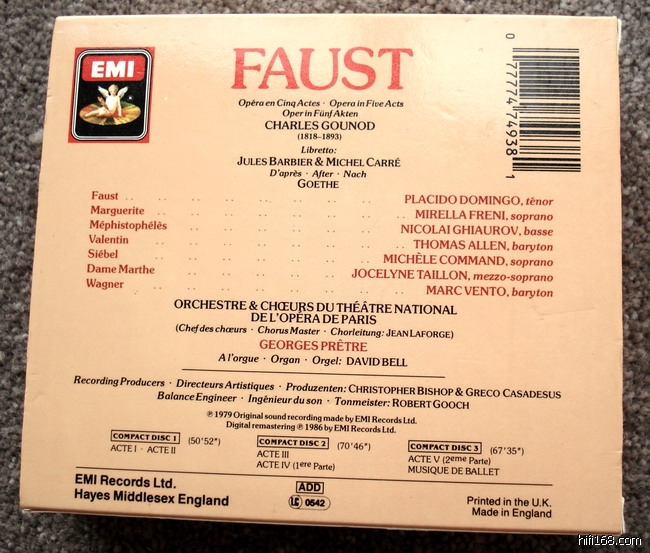 EMI
FAUST
Opéra en Cinq Actes · Opera in Five Acts
Oper in Fünf Akten
CHARLES GOUNOD
(1818-1893)
Libretto:
JULES BARBIER & MICHEL CARRÉ
D'après · After · Nach
GOETHE
0 77774 74938 1
Faust .. PLACIDO DOMINGO, ténor
Marguerite .. MIRELLA FRENI, soprano
Méphistophélès .. NICOLAI GHIAUROV, basse
Valentin .. THOMAS ALLEN, baryton
Siébel .. MICHÈLE COMMAND, soprano
Dame Marthe .. JOCELYNE TAILLON, mezzo-soprano
Wagner .. MARC VENTO, baryton
ORCHESTRE & CHŒURS DU THÉÂTRE NATIONAL
DE L'OPÉRA DE PARIS
(Chef des chœurs · Chorus Master · Chorleitung: JEAN LAFORGE)
GEORGES PRÊTRE
A l'orgue · Organ · Orgel: DAVID BELL
Recording Producers · Directeurs Artistiques · Produzenten: CHRISTOPHER BISHOP & GRECO CASADESUS
Balance Engineer · Ingénieur du son · Tonmeister: ROBERT GOOCH
℗ 1979 Original sound recording made by EMI Records Ltd.
Digital remastering ℗ 1986 by EMI Records Ltd.
COMPACT DISC 1 (50'52")
ACTE I · ACTE II
COMPACT DISC 2 (70'46")
ACTE III
ACTE IV (1ere Partie)
COMPACT DISC 3 (67'35")
ACTE V (2eme Partie)
MUSIQUE DE BALLET
EMI Records Ltd.
Hayes Middlesex England
ADD
LC 0542
Printed in the U.K.
Made in England
hifi168.com